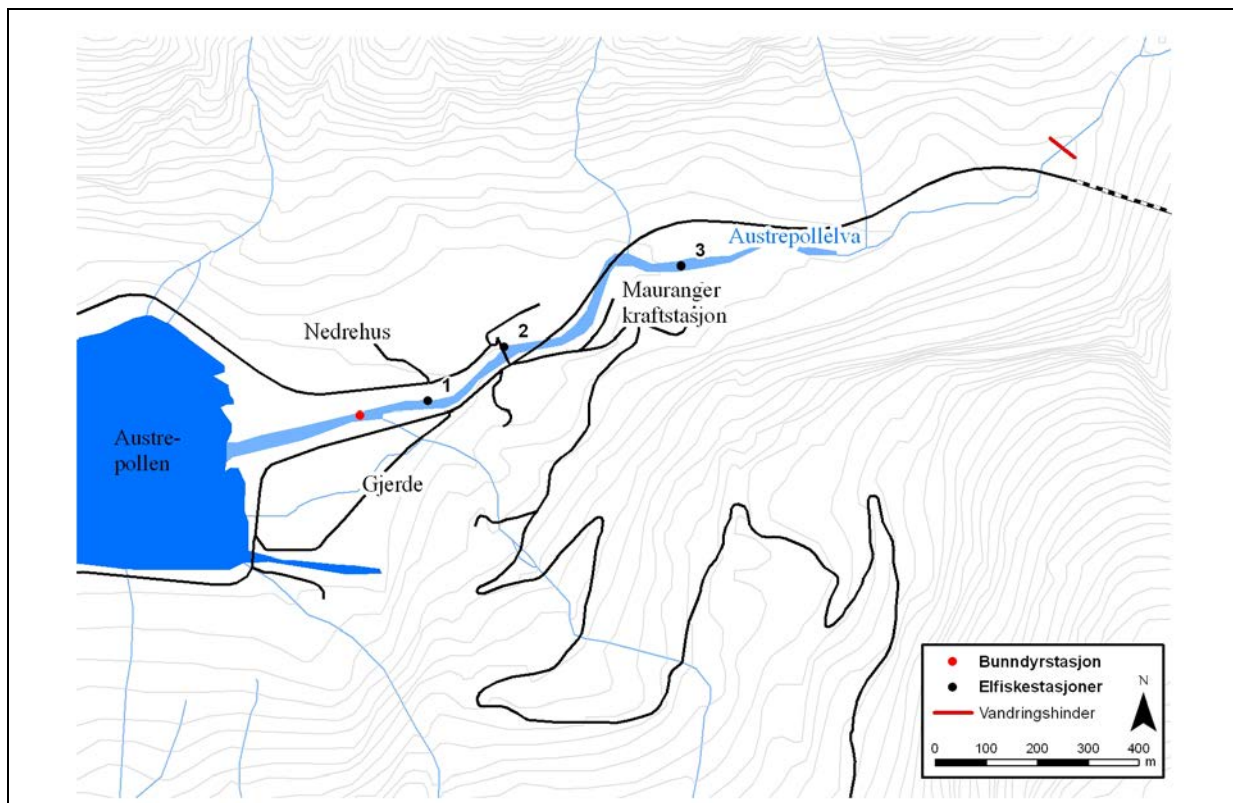 3
Austrepollelva
Mauranger
kraftstasjon
2
Nedrehus
1
Austre-
pollen
Gjerde
Bunndyrstasjon
Elfiskestasjoner
Vandringshinder
N
0 100 200 300 400
m